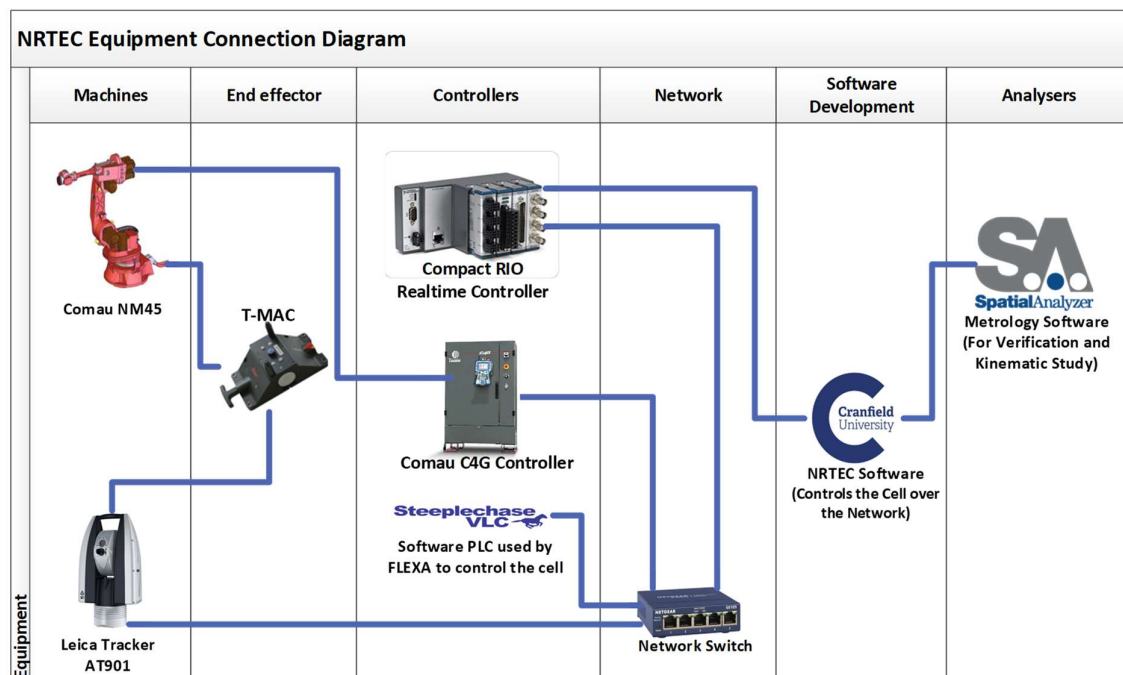 NRTEC Equipment Connection Diagram
Machines
End effector
Controllers
Network
Software
Development
Analysers
Equipment
Comau NM45
T-MAC
Compact RIO
Realtime Controller
Comau C4G Controller
Steeplechase
VLC
Software PLC used by
FLEXA to control the cell
Leica Tracker
AT901
NETGEAR
Network Switch
Cranfield
University
NRTEC Software
(Controls the Cell over
the Network)
SA
SpatialAnalyzer
Metrology Software
(For Verification and
Kinematic Study)